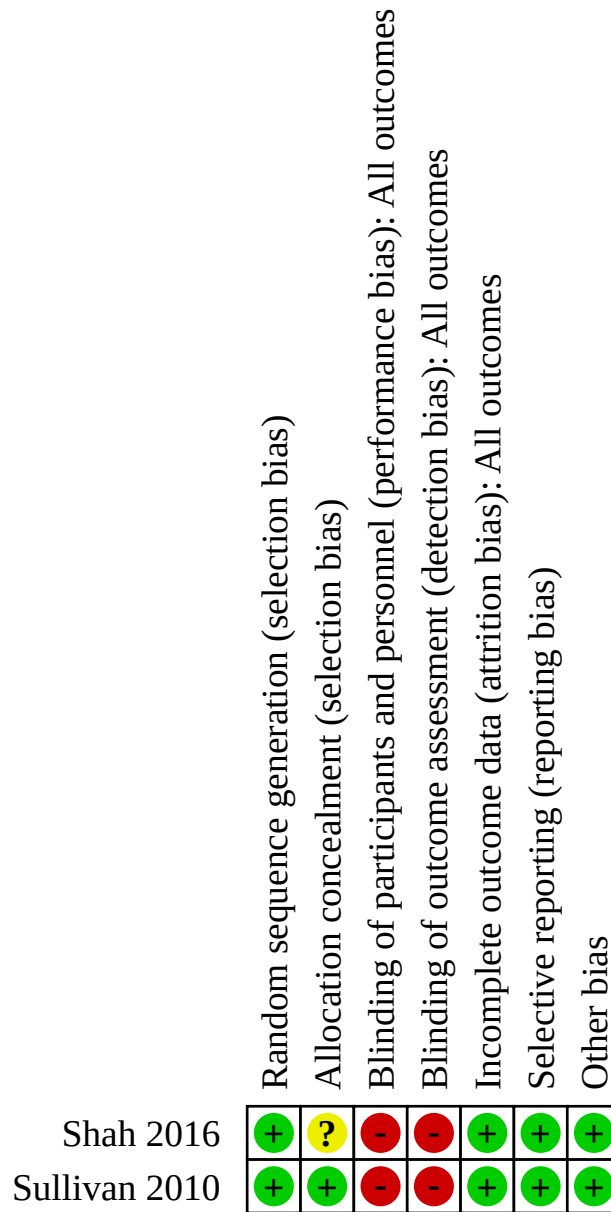 Random sequence generation (selection bias)
Allocation concealment (selection bias)
Blinding of participants and personnel (performance bias): All outcomes
Blinding of outcome assessment (detection bias): All outcomes
Incomplete outcome data (attrition bias): All outcomes
Selective reporting (reporting bias)
Other bias
Shah 2016 + ? - - + + +
Sullivan 2010 + + - - + + +